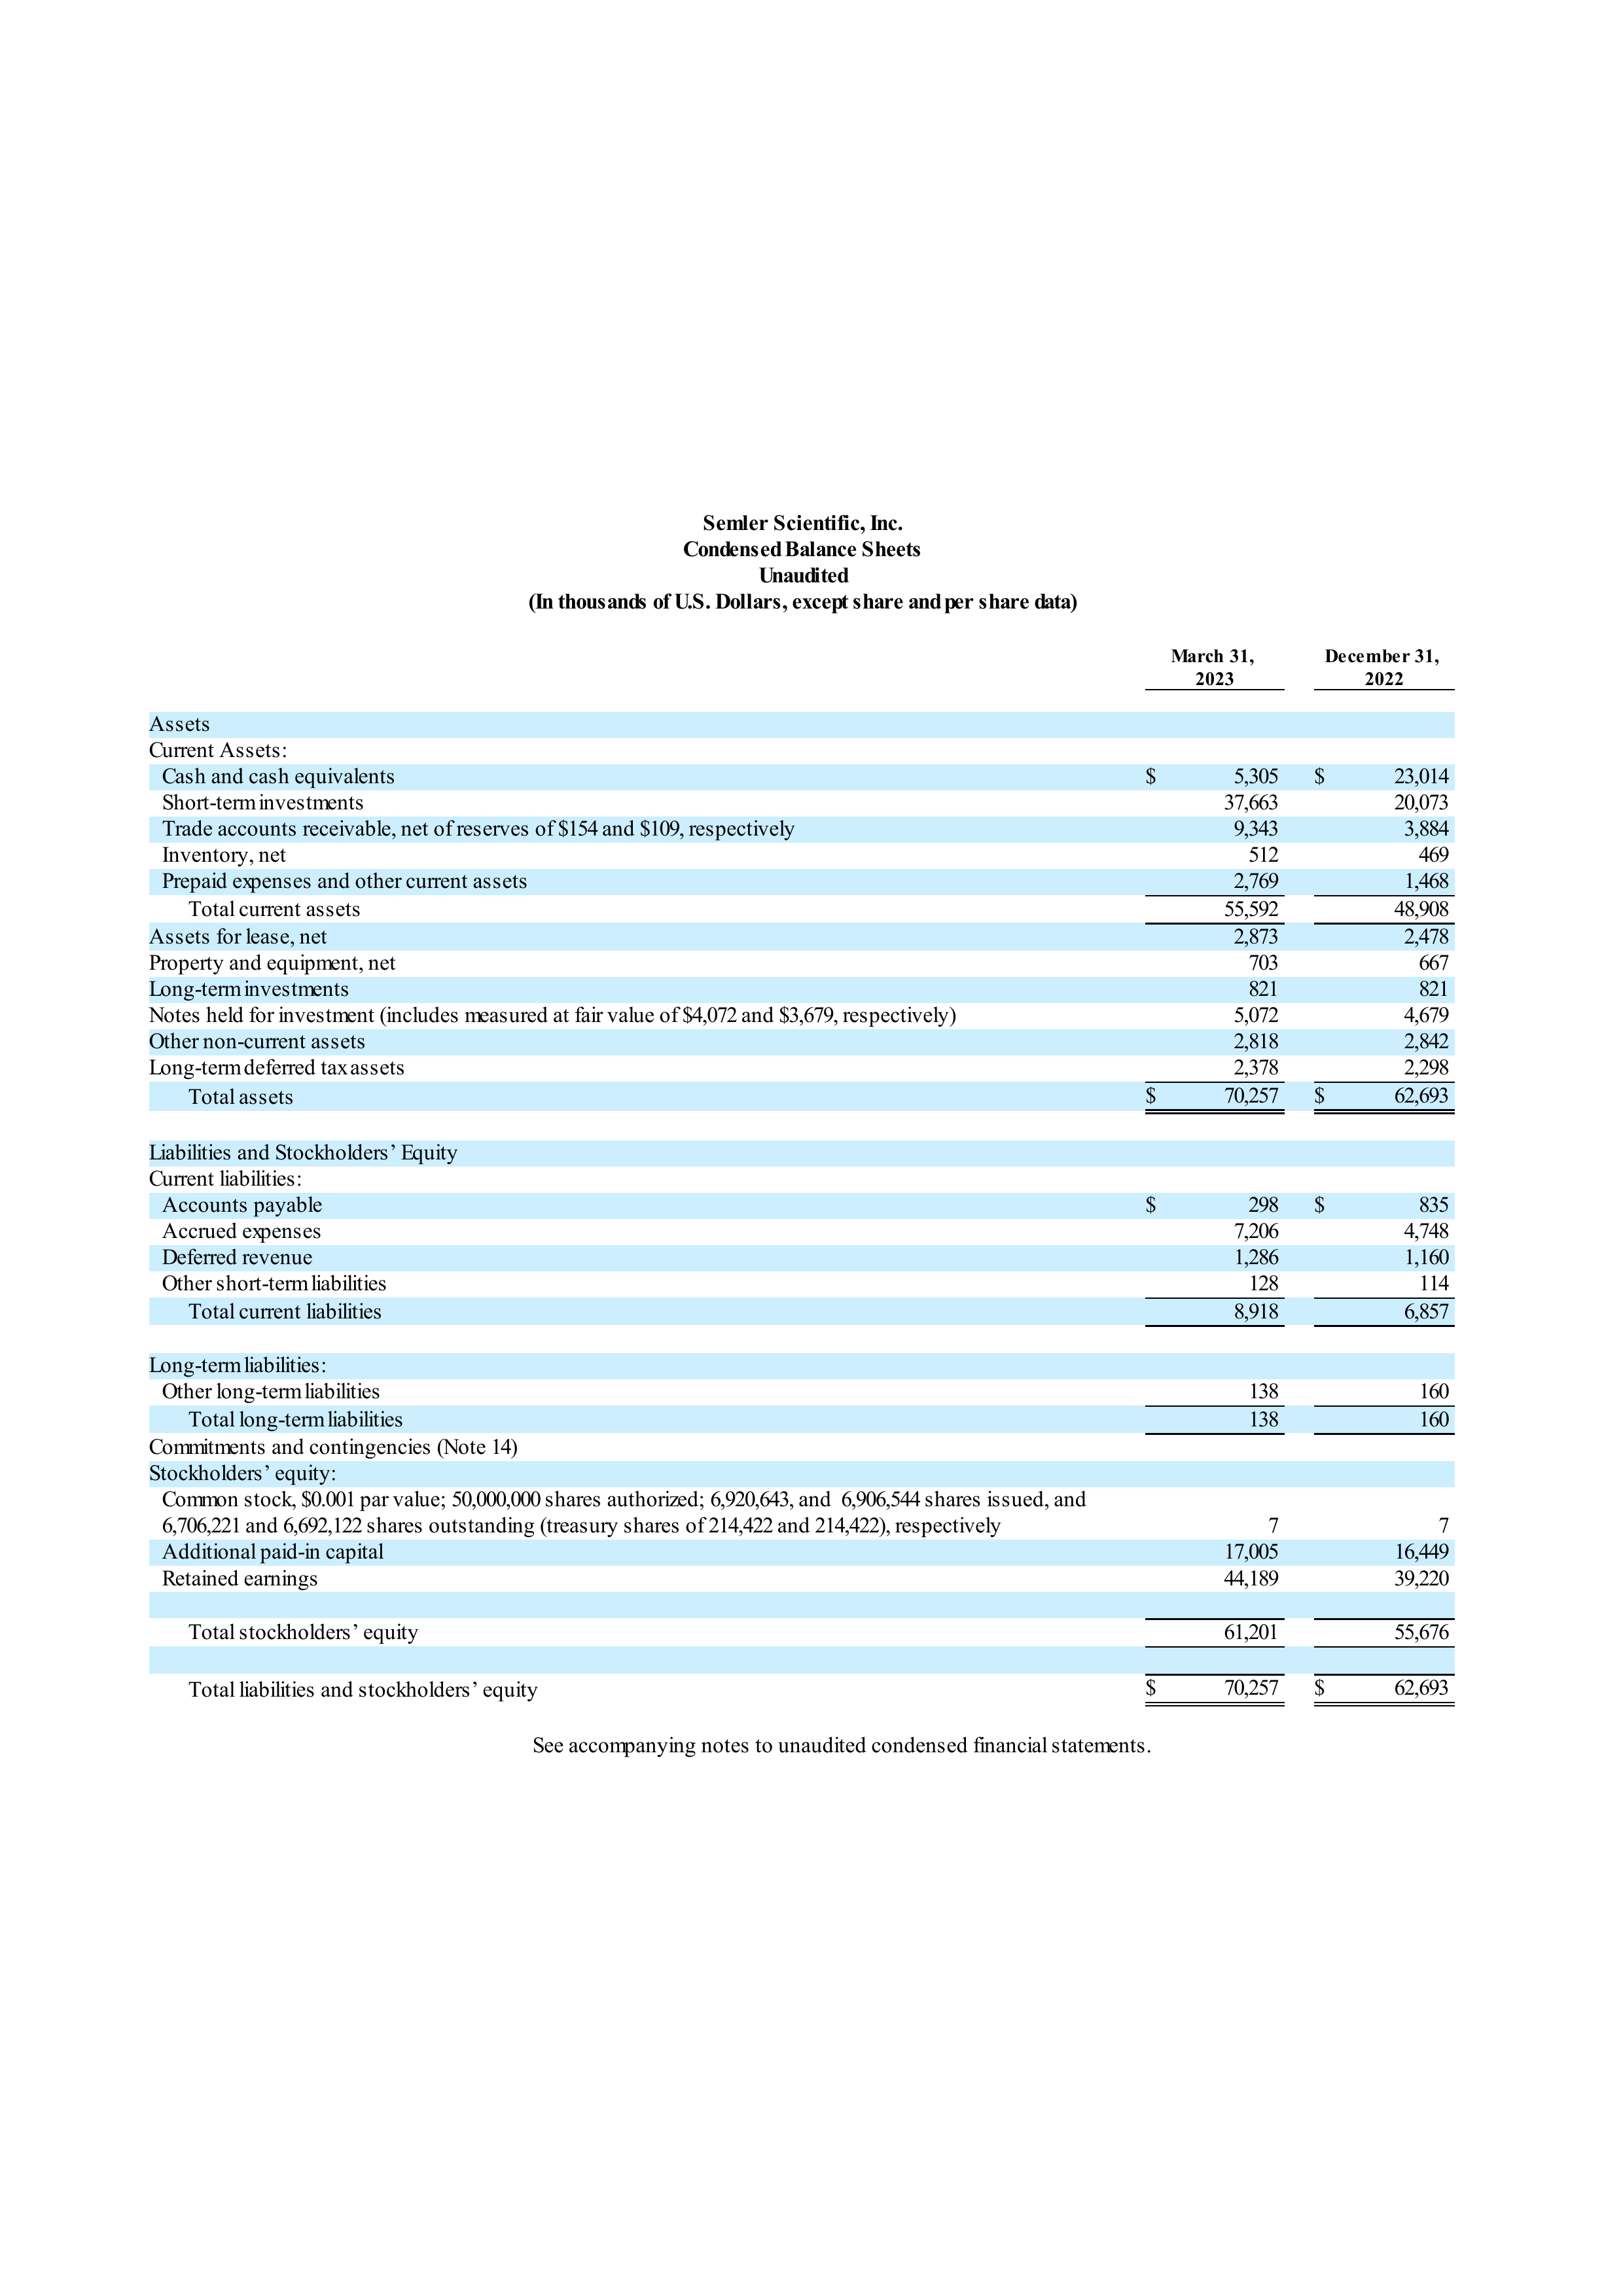 Semler Scientific, Inc.
Condensed Balance Sheets
Unaudited
(In thousands of U.S. Dollars, except share and per share data)
March 31, December 31,
2023 2022
Assets
Current Assets:
Cash and cash equivalents $ 5,305 $ 23,014
Short-term investments 37,663 20,073
Trade accounts receivable, net of reserves of $154 and $109, respectively 9,343 3,884
Inventory, net 512 469
Prepaid expenses and other current assets 2,769 1,468
Total current assets 55,592 48,908
Assets for lease, net 2,873 2,478
Property and equipment, net 703 667
Long-term investments 821 821
Notes held for investment (includes measured at fair value of $4,072 and $3,679, respectively) 5,072 4,679
Other non-current assets 2,818 2,842
Long-term deferred tax assets 2,378 2,298
Total assets $ 70,257 $ 62,693
Liabilities and Stockholders’ Equity
Current liabilities:
Accounts payable $ 298 $ 835
Accrued expenses 7,206 4,748
Deferred revenue 1,286 1,160
Other short-term liabilities 128 114
Total current liabilities 8,918 6,857
Long-term liabilities:
Other long-term liabilities 138 160
Total long-term liabilities 138 160
Commitments and contingencies (Note 14)
Stockholders’ equity:
Common stock, $0.001 par value; 50,000,000 shares authorized; 6,920,643, and 6,906,544 shares issued, and
6,706,221 and 6,692,122 shares outstanding (treasury shares of 214,422 and 214,422), respectively 7 7
Additional paid-in capital 17,005 16,449
Retained earnings 44,189 39,220
Total stockholders’ equity 61,201 55,676
Total liabilities and stockholders’ equity $ 70,257 $ 62,693
See accompanying notes to unaudited condensed financial statements.